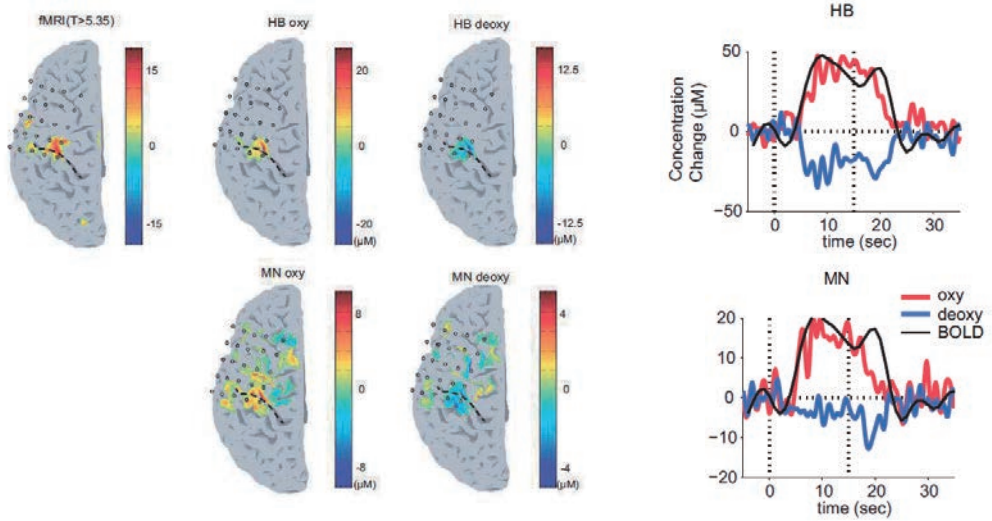 fMRI(T>5.35)
15
0
-15
HB oxy
20
0
-20
(μM)
HB deoxy
12.5
0
-12.5
(μM)
MN oxy
8
0
-8
(μM)
MN deoxy
4
0
-4
(μM)
HB
Concentration
Change (μM)
50
0
-50
0 10 20 30
time (sec)
MN
oxy
deoxy
BOLD
20
10
0
-10
-20
0 10 20 30
time (sec)